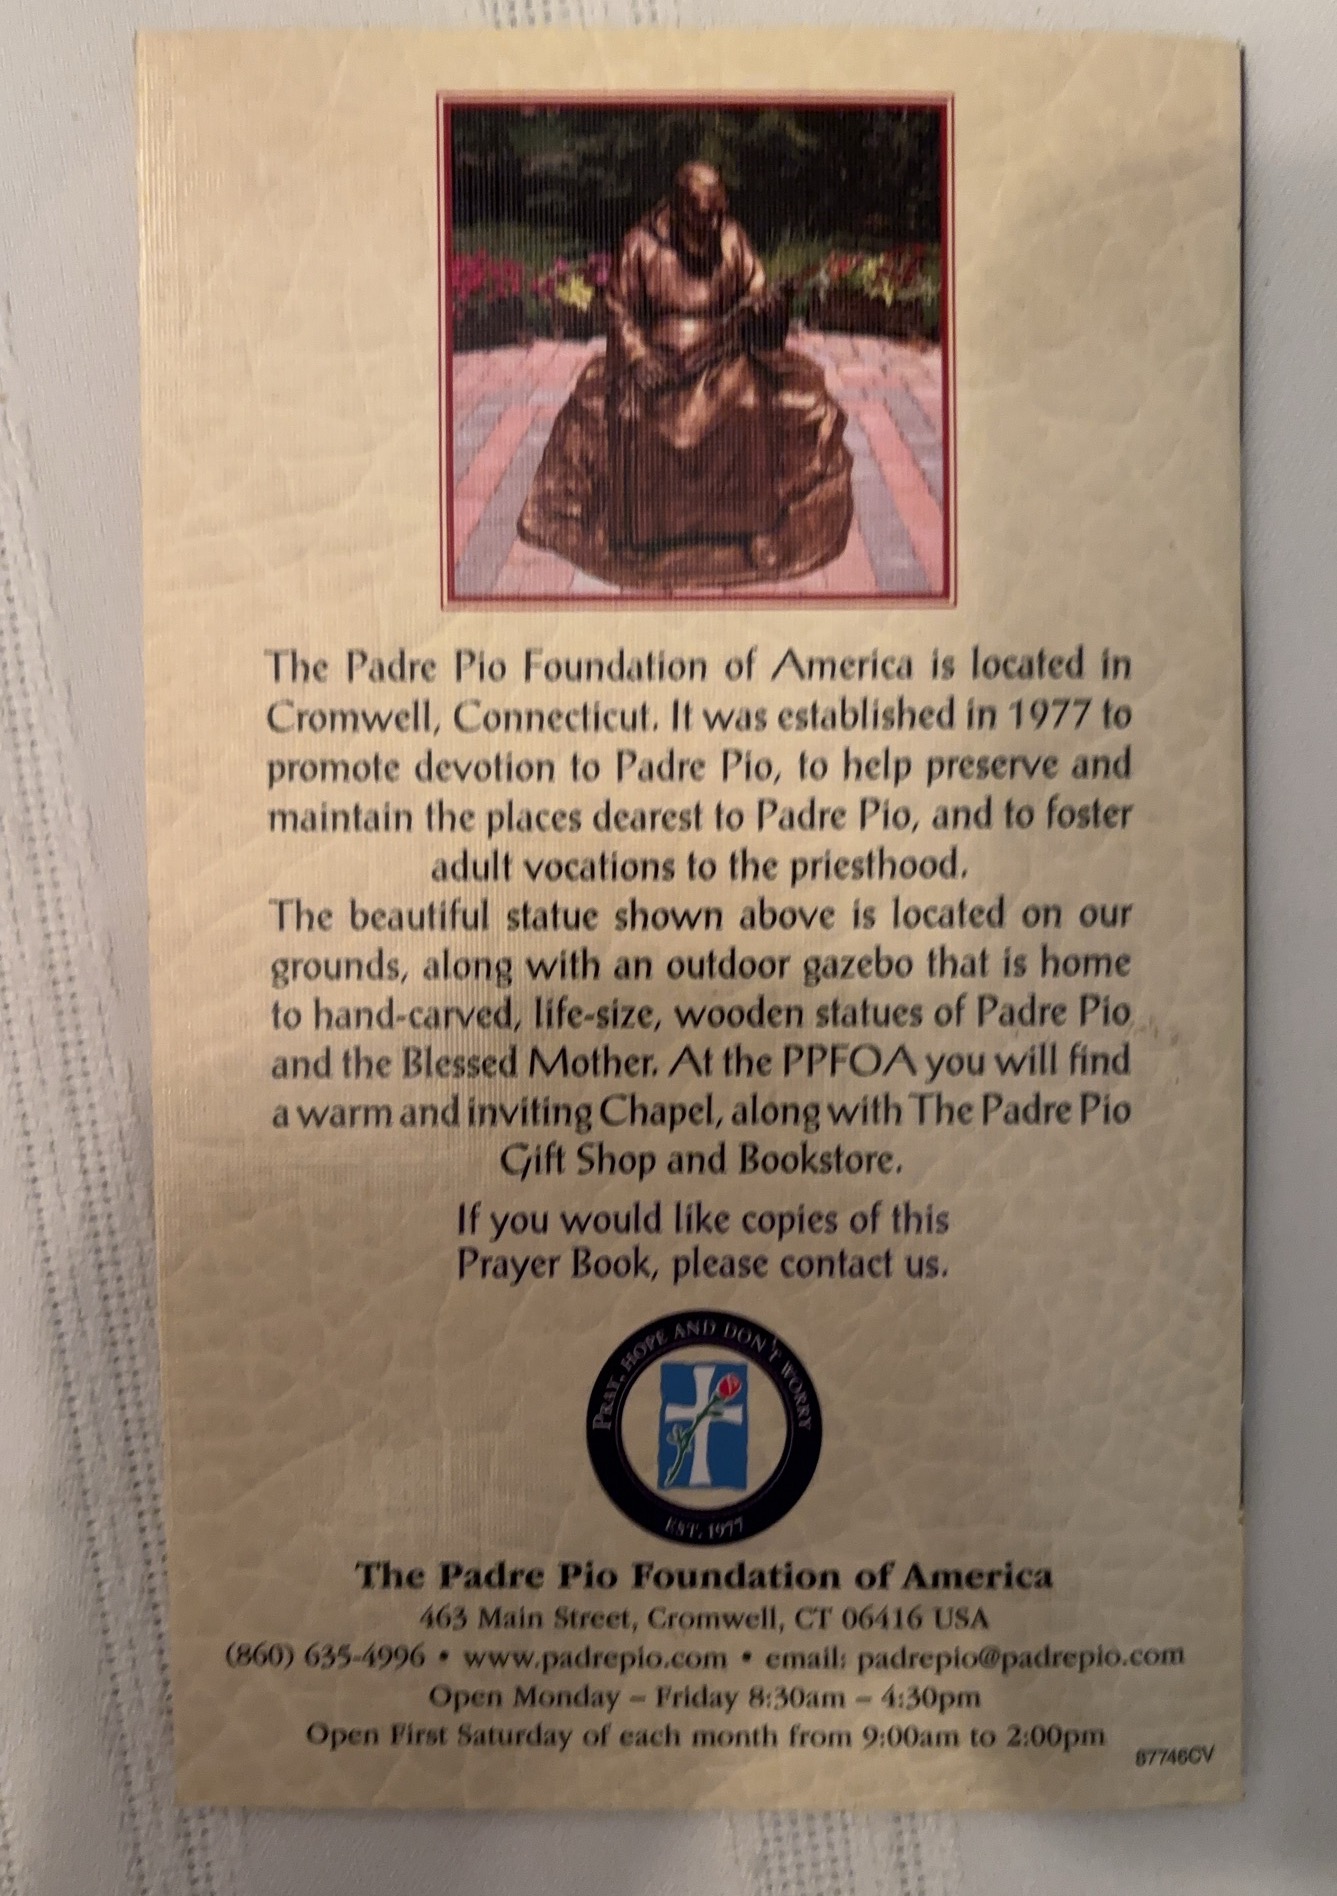 The Padre Pio Foundation of America is located in
Cromwell, Connecticut. It was established in 1977 to
promote devotion to Padre Pio, to help preserve and
maintain the places dearest to Padre Pio, and to foster
adult vocations to the priesthood.
The beautiful statue shown above is located on our
grounds, along with an outdoor gazebo that is home
to hand-carved, life-size, wooden statues of Padre Pio
and the Blessed Mother. At the PPFOA you will find
a warm and inviting Chapel, along with The Padre Pio
Gift Shop and Bookstore.
If you would like copies of this
Prayer Book, please contact us.
PRAY, HOPE AND DON'T WORRY
EST. 1977
The Padre Pio Foundation of America
463 Main Street, Cromwell, CT 06416 USA
(860) 635-4996 • www.padrepio.com • email: padrepio@padrepio.com
Open Monday – Friday 8:30am – 4:30pm
Open First Saturday of each month from 9:00am to 2:00pm
87746CV